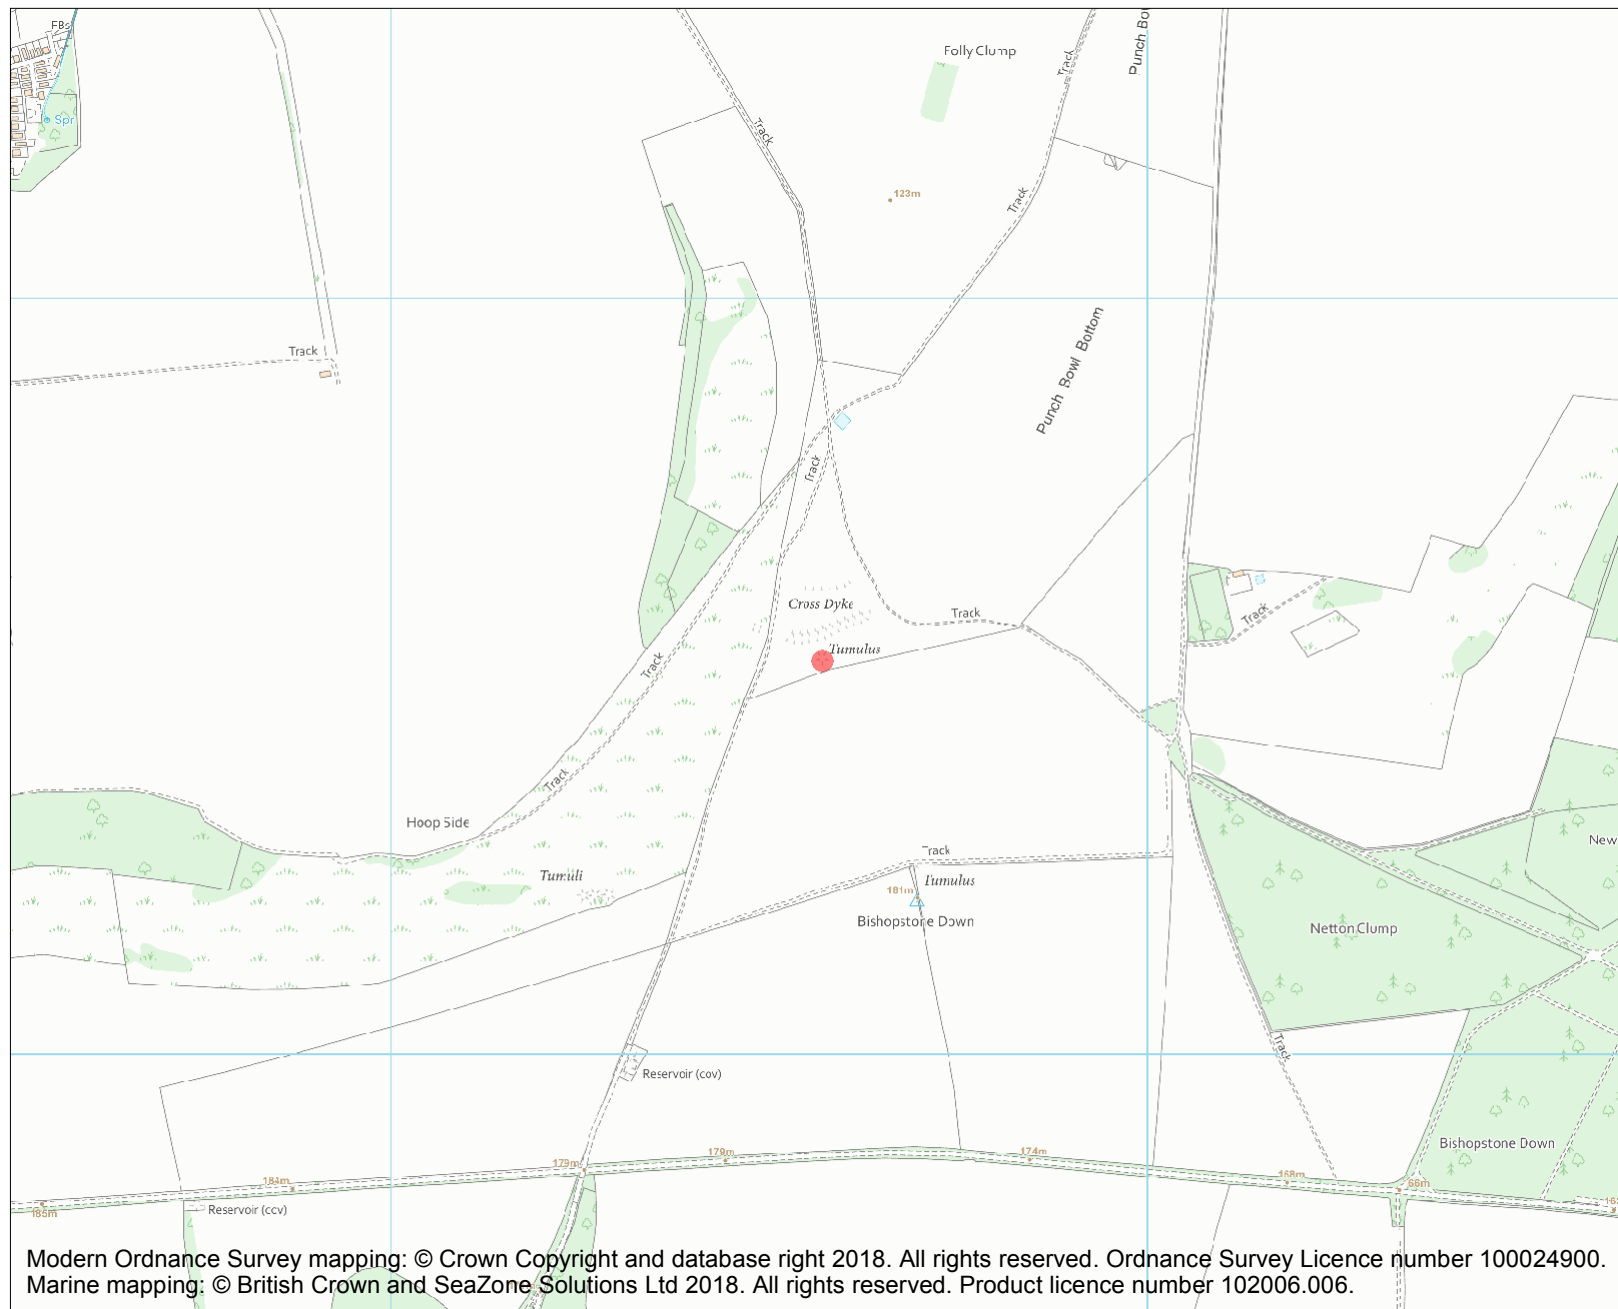 FBs
Folly Clump
Track
Punch Bo
Spr
Track
123m
Track
Track
Punch Bowl Bottom
Track
Cross Dyke
Track
Track
Tumulus
Track
Track
Hoop Side
Track
New
Tumuli
Tumulus
181m
Bishopstone Down
Netton Clump
Track
Reservoir (cov)
Bishopstone Down
179m
179m
174m
168m
66m
184m
185m
Reservoir (ccv)
Modern Ordnance Survey mapping: © Crown Copyright and database right 2018. All rights reserved. Ordnance Survey Licence number 100024900.
Marine mapping: © British Crown and SeaZone Solutions Ltd 2018. All rights reserved. Product licence number 102006.006.